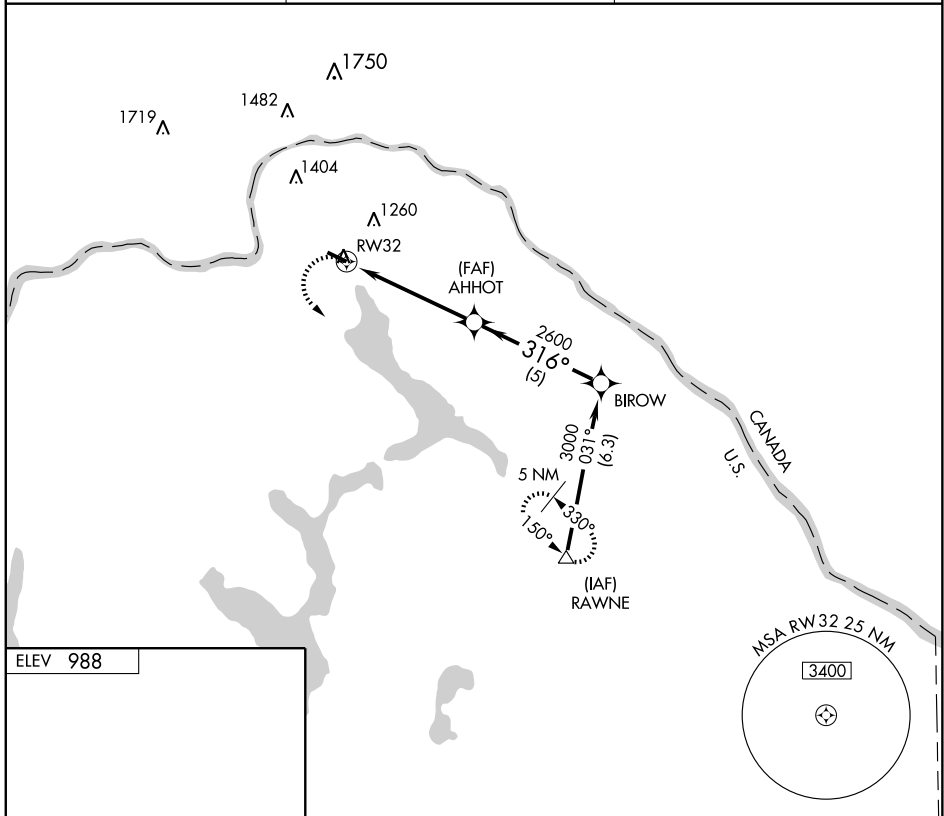 1750
1482
1719
1404
1260
RW32
(FAF)
AHHOT
2600
316°
(5)
BIROW
3000
031°
(6.3)
CANADA
U.S.
5 NM
330°
150°
(IAF)
RAWNE
MSA RW32 25 NM
3400
ELEV 988